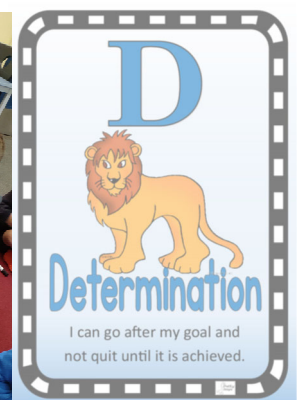 D
Determination
I can go after my goal and
not quit until it is achieved.